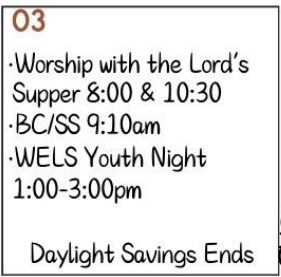 03
·Worship with the Lord's
Supper 8:00 & 10:30
·BC/SS 9:10am
·WELS Youth Night
1:00-3:00pm
Daylight Savings Ends